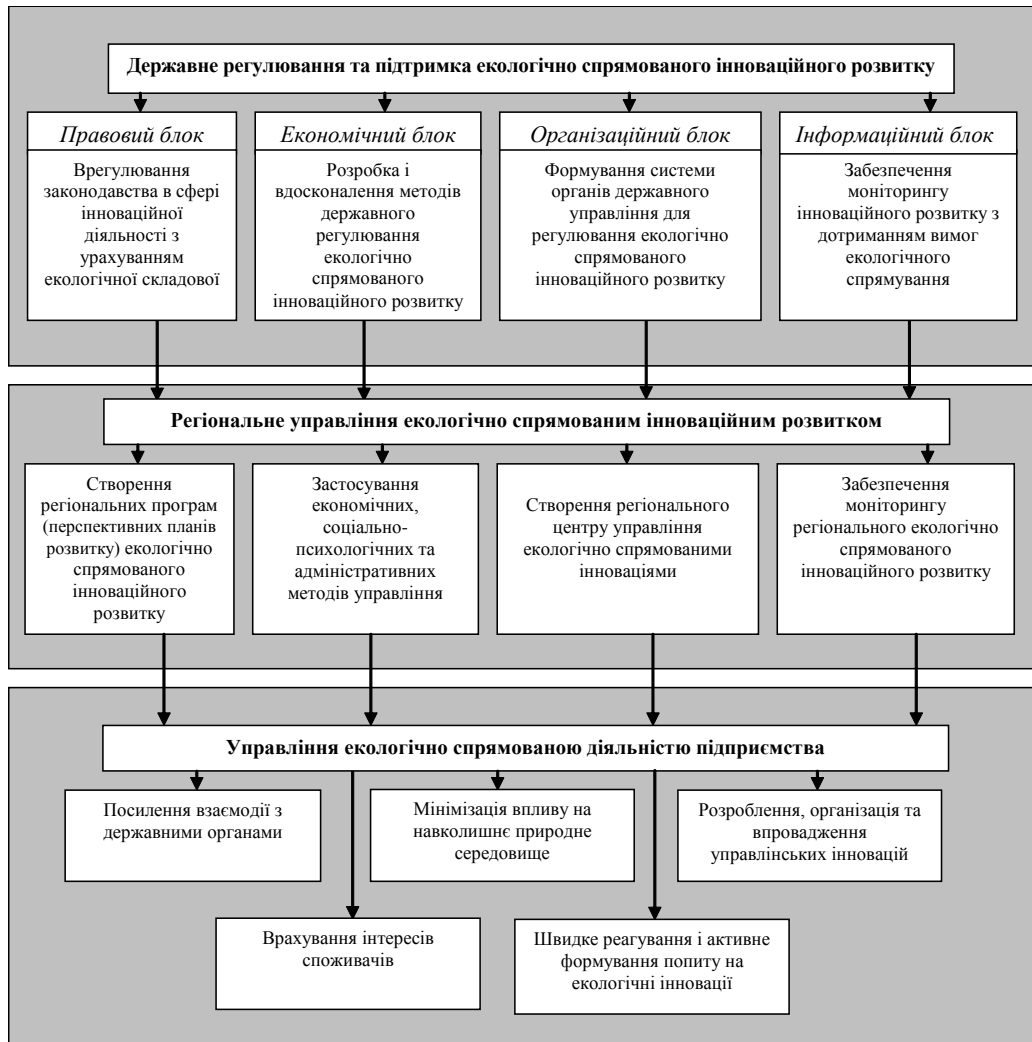 Державне регулювання та підтримка екологічно спрямованого інноваційного розвитку
Правовий блок
Врегулювання
законодавства в сфері
інноваційної
діяльності з
урахуванням
екологічної складової
Економічний блок
Розробка і
вдосконалення методів
державного
регулювання
екологічно
спрямованого
інноваційного розвитку
Організаційний блок
Формування системи
органів державного
управління для
регулювання екологічно
спрямованого
інноваційного розвитку
Інформаційний блок
Забезпечення
моніторингу
інноваційного розвитку з
дотриманням вимог
екологічного
спрямування
Регіональне управління екологічно спрямованим інноваційним розвитком
Створення
регіональних програм
(перспективних планів
розвитку) екологічно
спрямованого
інноваційного
розвитку
Застосування
економічних,
соціально-
психологічних та
адміністративних
методів управління
Створення регіонального
центру управління
екологічно спрямованими
інноваціями
Забезпечення
моніторингу
регіонального екологічно
спрямованого
інноваційного розвитку
Управління екологічно спрямованою діяльністю підприємства
Посилення взаємодії з
державними органами
Мінімізація впливу на
навколишнє природне
середовище
Розроблення, організація та
впровадження
управлінських інновацій
Врахування інтересів
споживачів
Швидке реагування і активне
формування попиту на
екологічні інновації